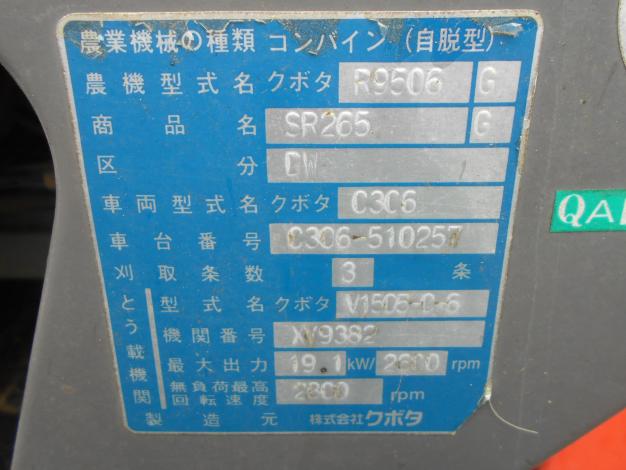 農業機械の種類 コンバイン (自脱型)
農機型式名 クボタ R9506 G
商品名 SR265 G
区分 DW
車両型式名 クボタ C306
車台番号 C306-510257
刈取条数 3 条
とう載機関
型式名 クボタ V1505-C-6
機関番号 XV9382
最大出力 19.1 kW/ 2600 rpm
無負荷最高回転速度 2800 rpm
製造元 株式会社クボタ